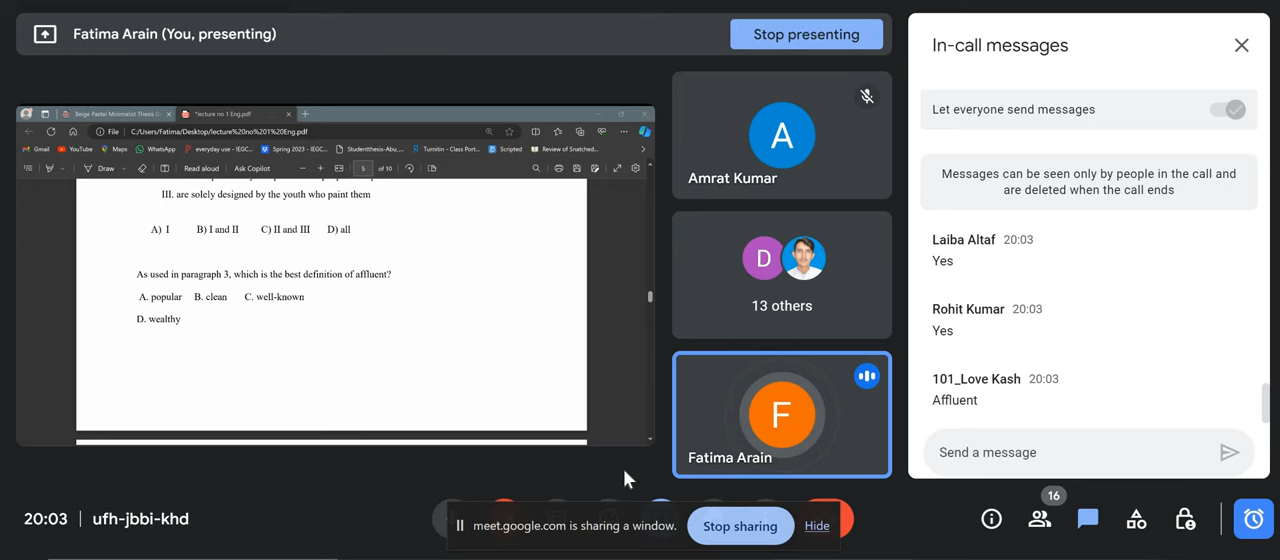 Fatima Arain (You, presenting)
Stop presenting
Beige Pastel Minimalist Thesis D
*lecture no 1 Eng.pdf
File
C:/Users/Fatima/Desktop/lecture%20no%201%20Eng.pdf
Gmail
YouTube
Maps
WhatsApp
everyday use - IEGC...
Spring 2023 - IEGC...
Studentthesis-Abu_...
Turnitin - Class Port...
Scripted
Review of Snatched...
Draw
Read aloud
Ask Copilot
5
of 10
III. are solely designed by the youth who paint them
A) I B) I and II C) II and III D) all
As used in paragraph 3, which is the best definition of affluent?
A. popular B. clean C. well-known
D. wealthy
A
Amrat Kumar
D
13 others
F
Fatima Arain
In-call messages
Let everyone send messages
Messages can be seen only by people in the call and
are deleted when the call ends
Laiba Altaf 20:03
Yes
Rohit Kumar 20:03
Yes
101_Love Kash 20:03
Affluent
Send a message
20:03 | ufh-jbbi-khd
meet.google.com is sharing a window.
Stop sharing
Hide
16